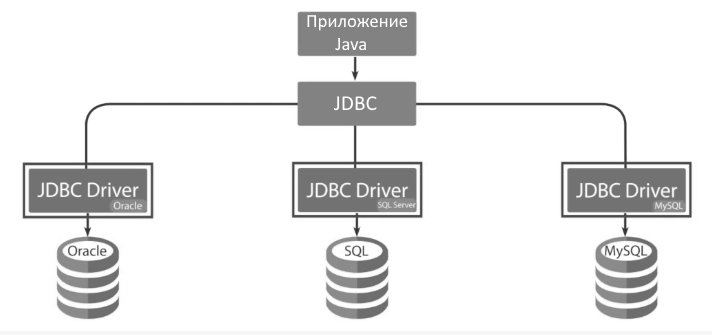 Приложение
Java
JDBC
JDBC Driver
Oracle
JDBC Driver
SQL Server
JDBC Driver
MySQL
Oracle
SQL
MySQL